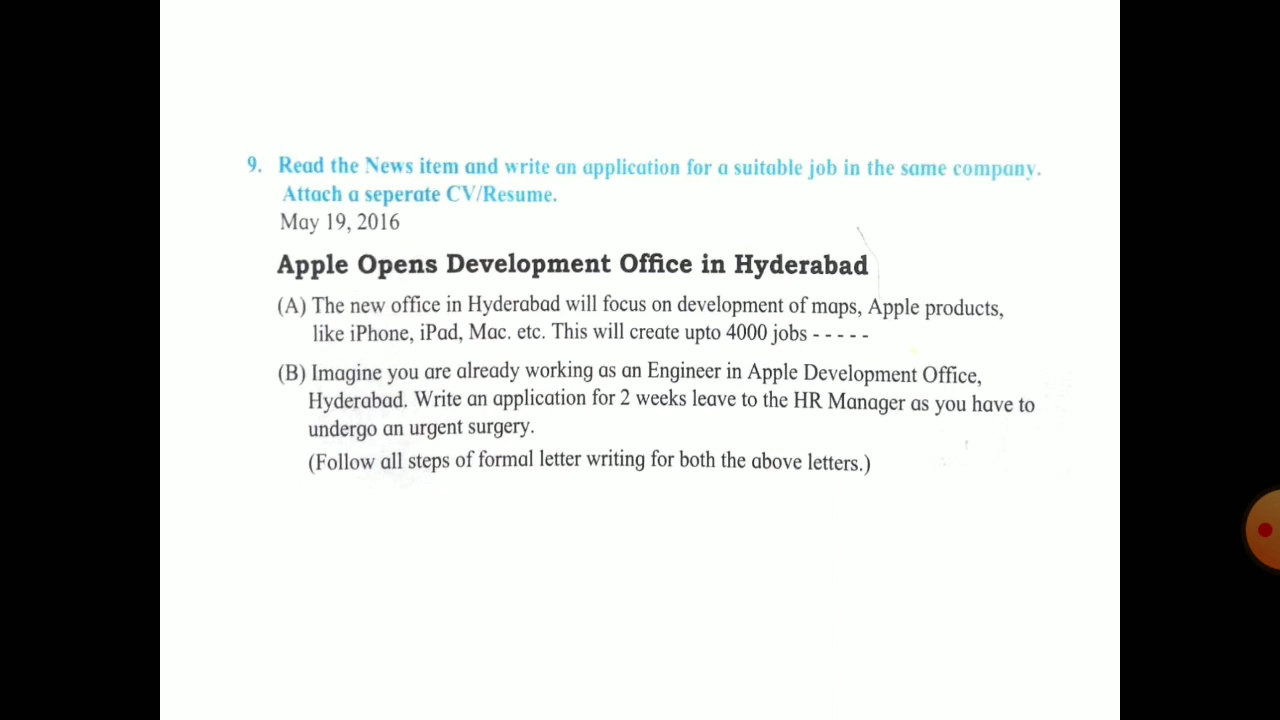 9. Read the News item and write an application for a suitable job in the same company.
Attach a seperate CV/Resume.
May 19, 2016
Apple Opens Development Office in Hyderabad
(A) The new office in Hyderabad will focus on development of maps, Apple products,
like iPhone, iPad, Mac. etc. This will create upto 4000 jobs - - - - -
(B) Imagine you are already working as an Engineer in Apple Development Office,
Hyderabad. Write an application for 2 weeks leave to the HR Manager as you have to
undergo an urgent surgery.
(Follow all steps of formal letter writing for both the above letters.)